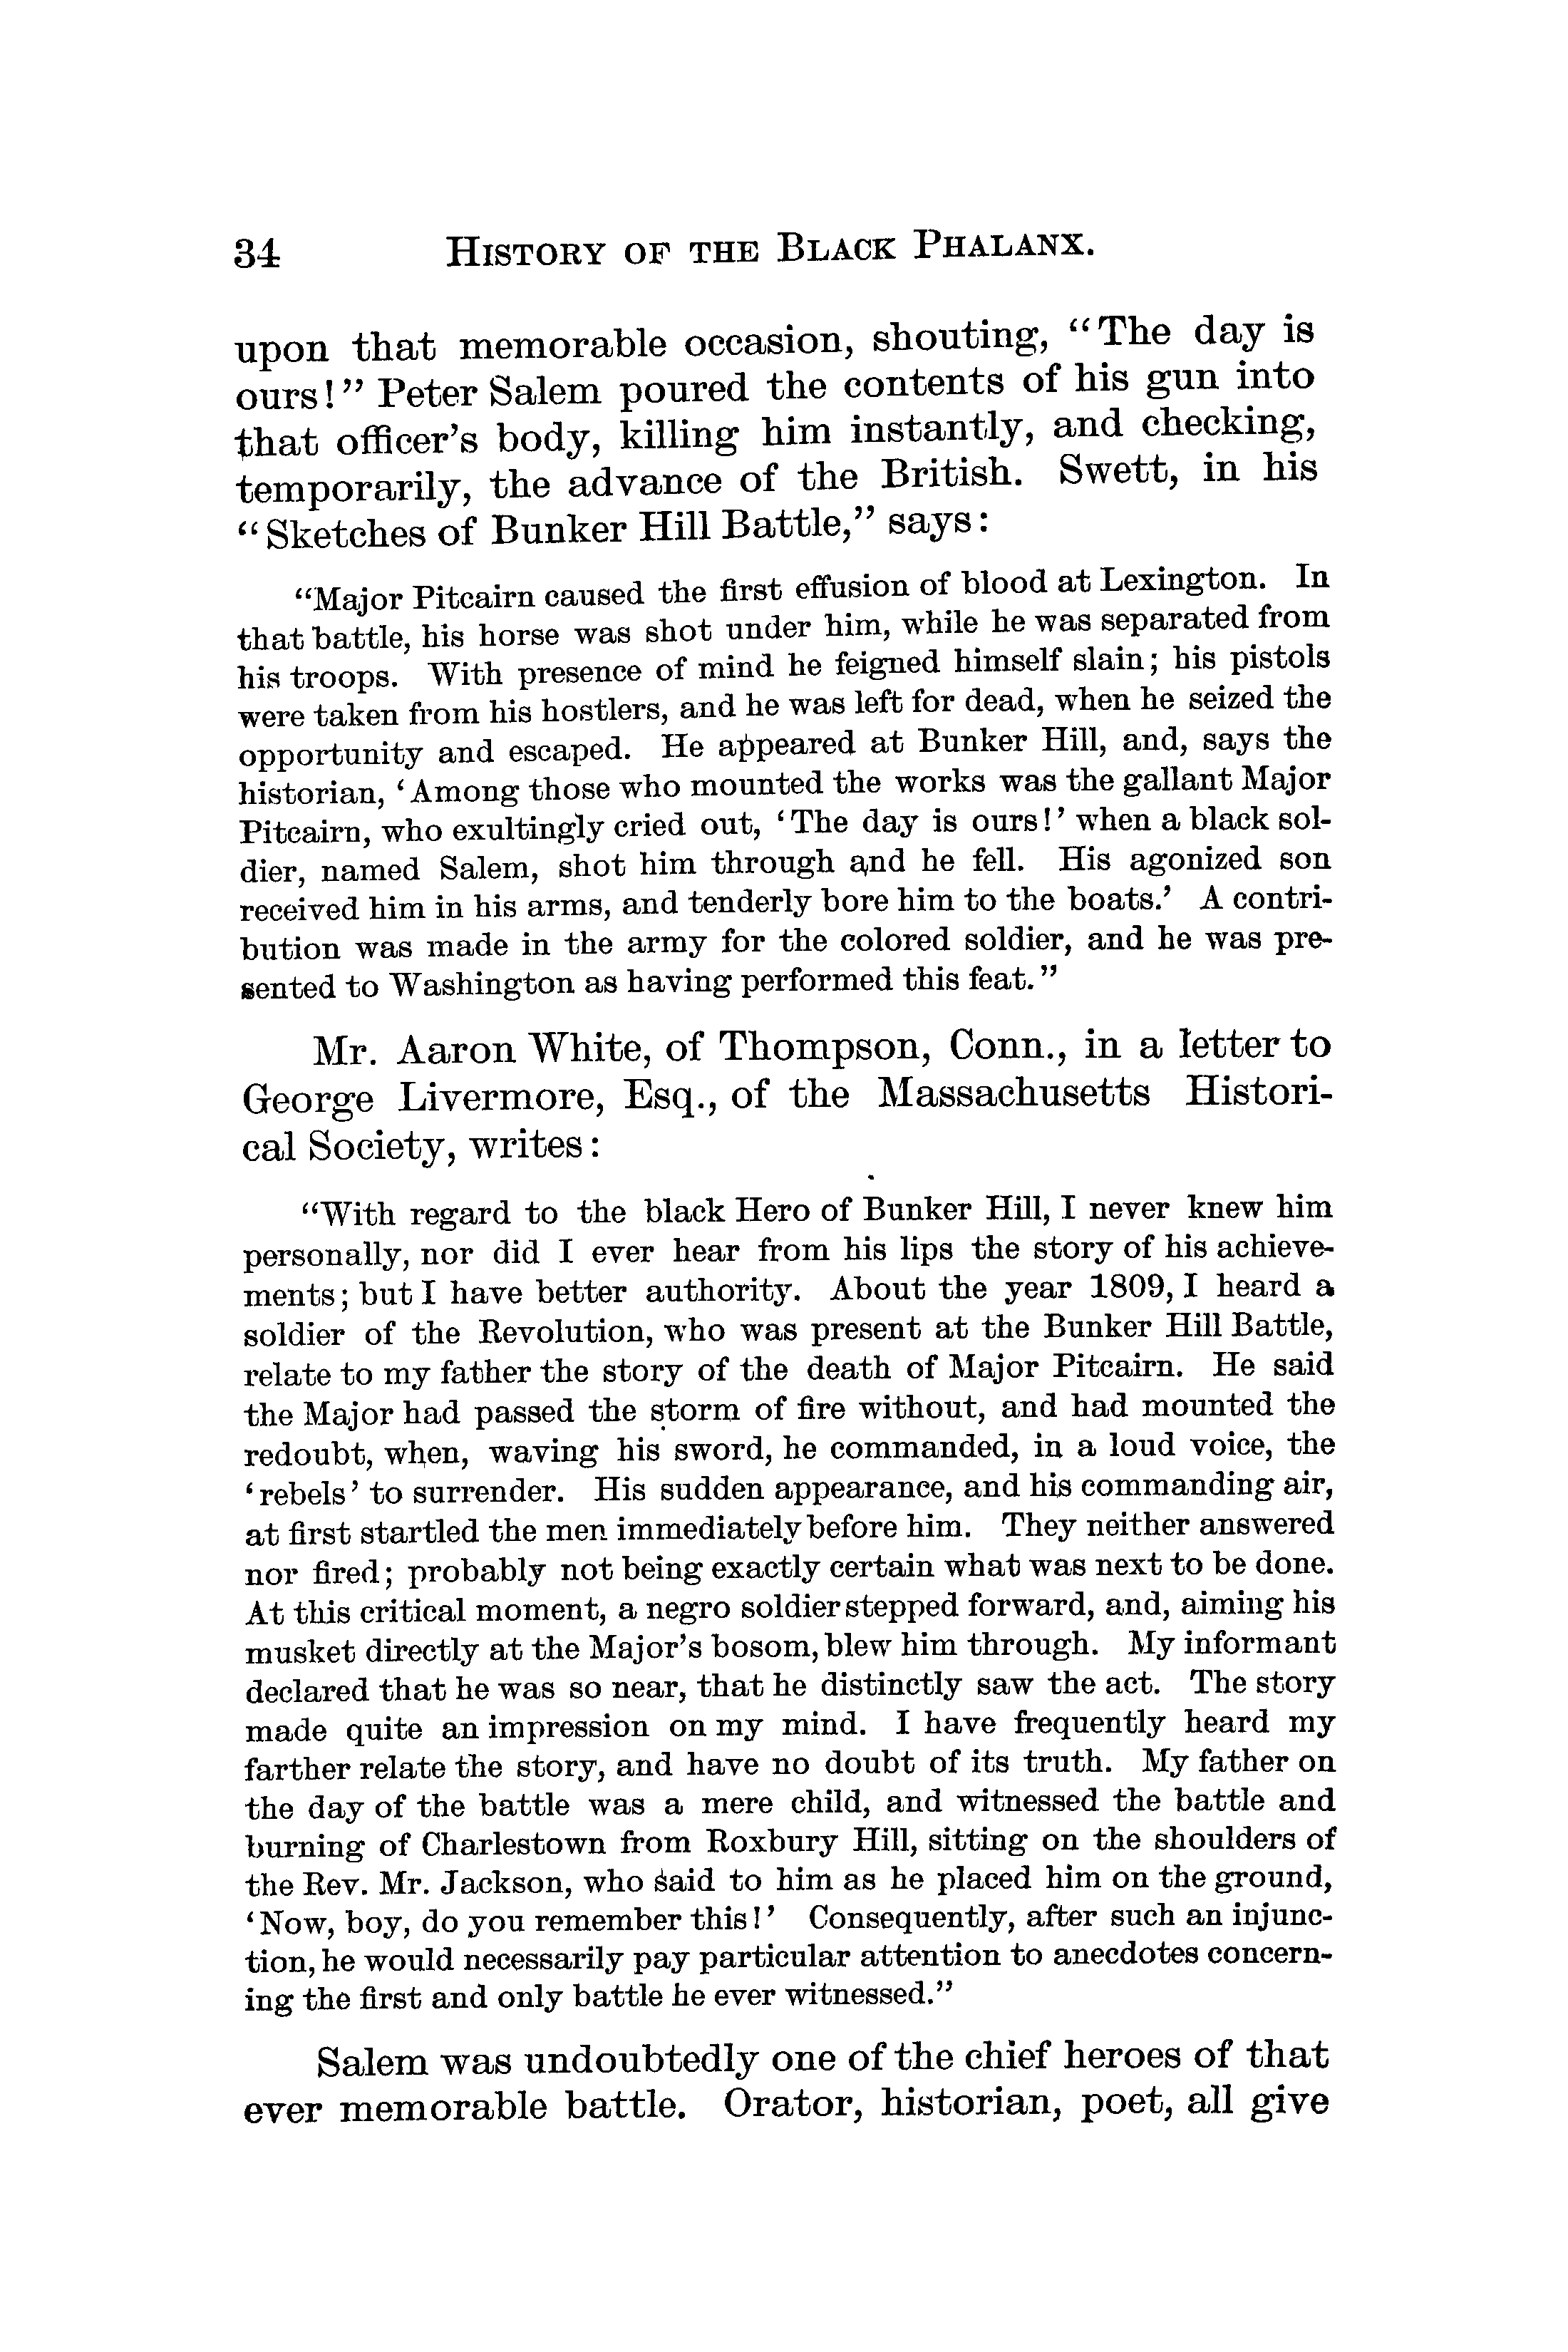 34 HISTORY OF THE BLACK PHALANX.
upon that memorable occasion, shouting, “The day is
ours!” Peter Salem poured the contents of his gun into
that officer’s body, killing him instantly, and checking,
temporarily, the advance of the British. Swett, in his
“Sketches of Bunker Hill Battle,” says:
“Major Pitcairn caused the first effusion of blood at Lexington. In
that battle, his horse was shot under him, while he was separated from
his troops. With presence of mind he feigned himself slain; his pistols
were taken from his hostlers, and he was left for dead, when he seized the
opportunity and escaped. He appeared at Bunker Hill, and, says the
historian, ‘Among those who mounted the works was the gallant Major
Pitcairn, who exultingly cried out, ‘The day is ours!’ when a black sol-
dier, named Salem, shot him through and he fell. His agonized son
received him in his arms, and tenderly bore him to the boats.’ A contri-
bution was made in the army for the colored soldier, and he was pre-
sented to Washington as having performed this feat.”
Mr. Aaron White, of Thompson, Conn., in a letter to
George Livermore, Esq., of the Massachusetts Histori-
cal Society, writes:
“With regard to the black Hero of Bunker Hill, I never knew him
personally, nor did I ever hear from his lips the story of his achieve-
ments; but I have better authority. About the year 1809, I heard a
soldier of the Revolution, who was present at the Bunker Hill Battle,
relate to my father the story of the death of Major Pitcairn. He said
the Major had passed the storm of fire without, and had mounted the
redoubt, when, waving his sword, he commanded, in a loud voice, the
‘rebels’ to surrender. His sudden appearance, and his commanding air,
at first startled the men immediately before him. They neither answered
nor fired; probably not being exactly certain what was next to be done.
At this critical moment, a negro soldier stepped forward, and, aiming his
musket directly at the Major’s bosom, blew him through. My informant
declared that he was so near, that he distinctly saw the act. The story
made quite an impression on my mind. I have frequently heard my
farther relate the story, and have no doubt of its truth. My father on
the day of the battle was a mere child, and witnessed the battle and
burning of Charlestown from Roxbury Hill, sitting on the shoulders of
the Rev. Mr. Jackson, who said to him as he placed him on the ground,
‘Now, boy, do you remember this!’ Consequently, after such an injunc-
tion, he would necessarily pay particular attention to anecdotes concern-
ing the first and only battle he ever witnessed.”
Salem was undoubtedly one of the chief heroes of that
ever memorable battle. Orator, historian, poet, all give